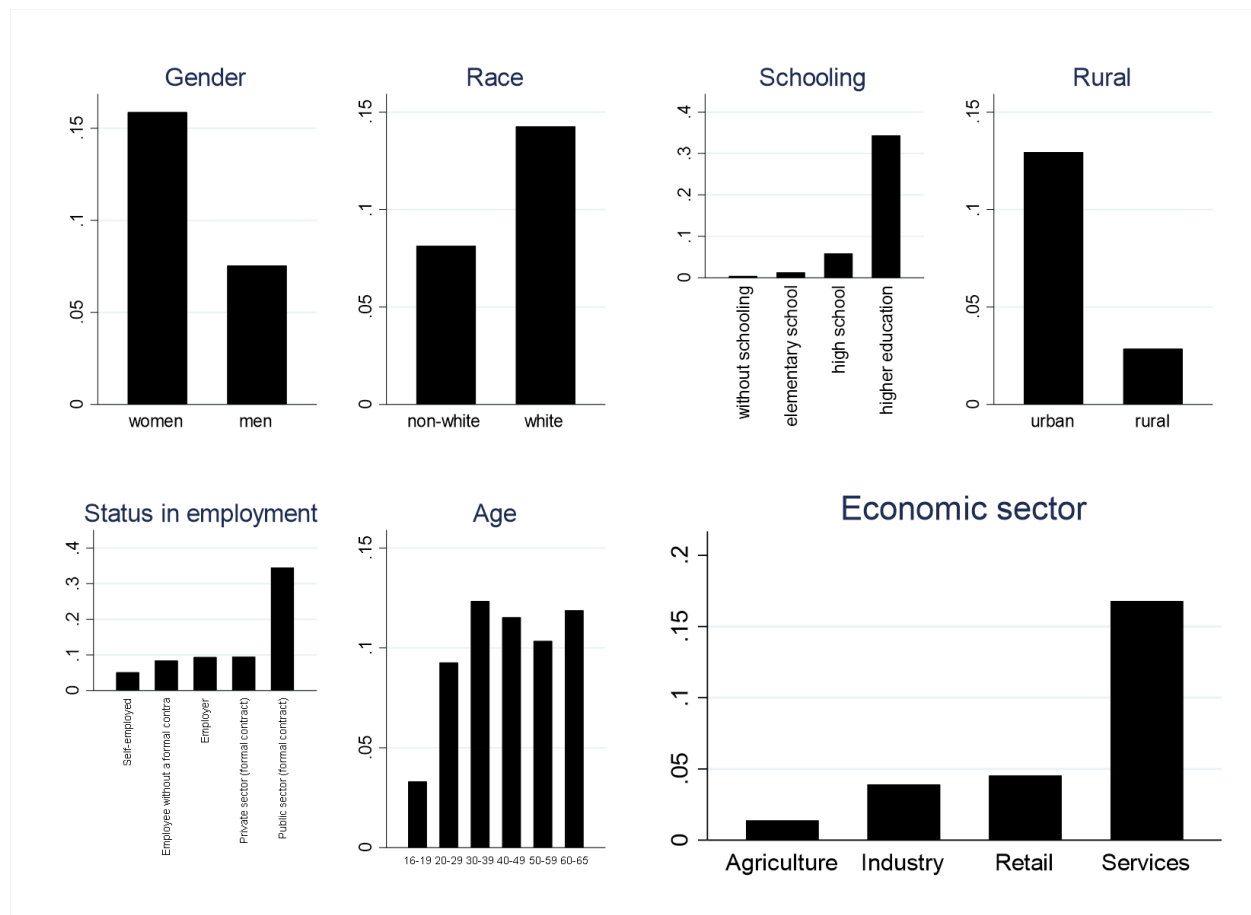 Gender
.15
.1
.05
0
women
men
Race
.15
.1
.05
0
non-white
white
Schooling
.4
.3
.2
.1
0
without schooling
elementary school
high school
higher education
Rural
.15
.1
.05
0
urban
rural
Status in employment
.4
.3
.2
.1
0
Self-employed
Employee without a formal contra
Employer
Private sector (formal contract)
Public sector (formal contract)
Age
.15
.1
.05
0
16-19
20-29
30-39
40-49
50-59
60-65
Economic sector
.2
.15
.1
.05
0
Agriculture
Industry
Retail
Services